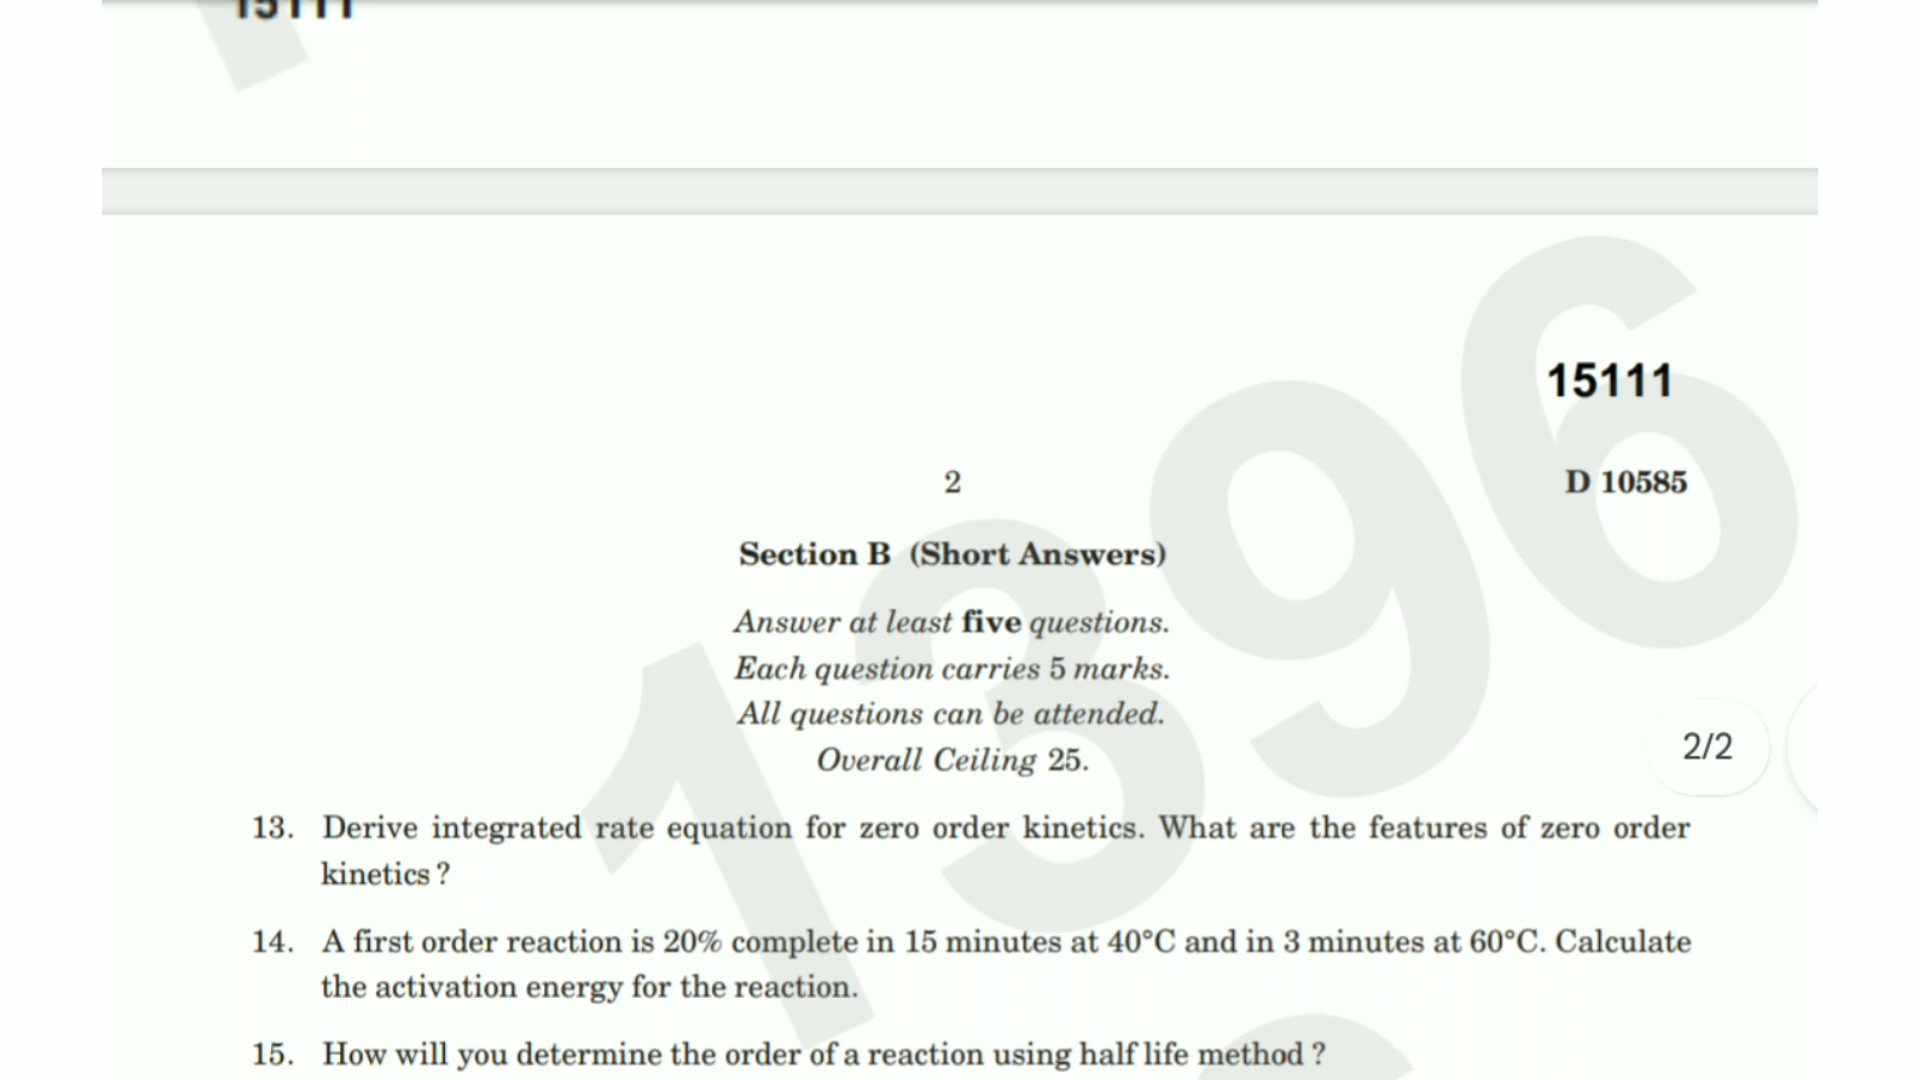 15111
15111
2
D 10585
Section B (Short Answers)
Answer at least five questions.
Each question carries 5 marks.
All questions can be attended.
Overall Ceiling 25.
2/2
13. Derive integrated rate equation for zero order kinetics. What are the features of zero order
kinetics ?
14. A first order reaction is 20% complete in 15 minutes at 40°C and in 3 minutes at 60°C. Calculate
the activation energy for the reaction.
15. How will you determine the order of a reaction using half life method ?
1396